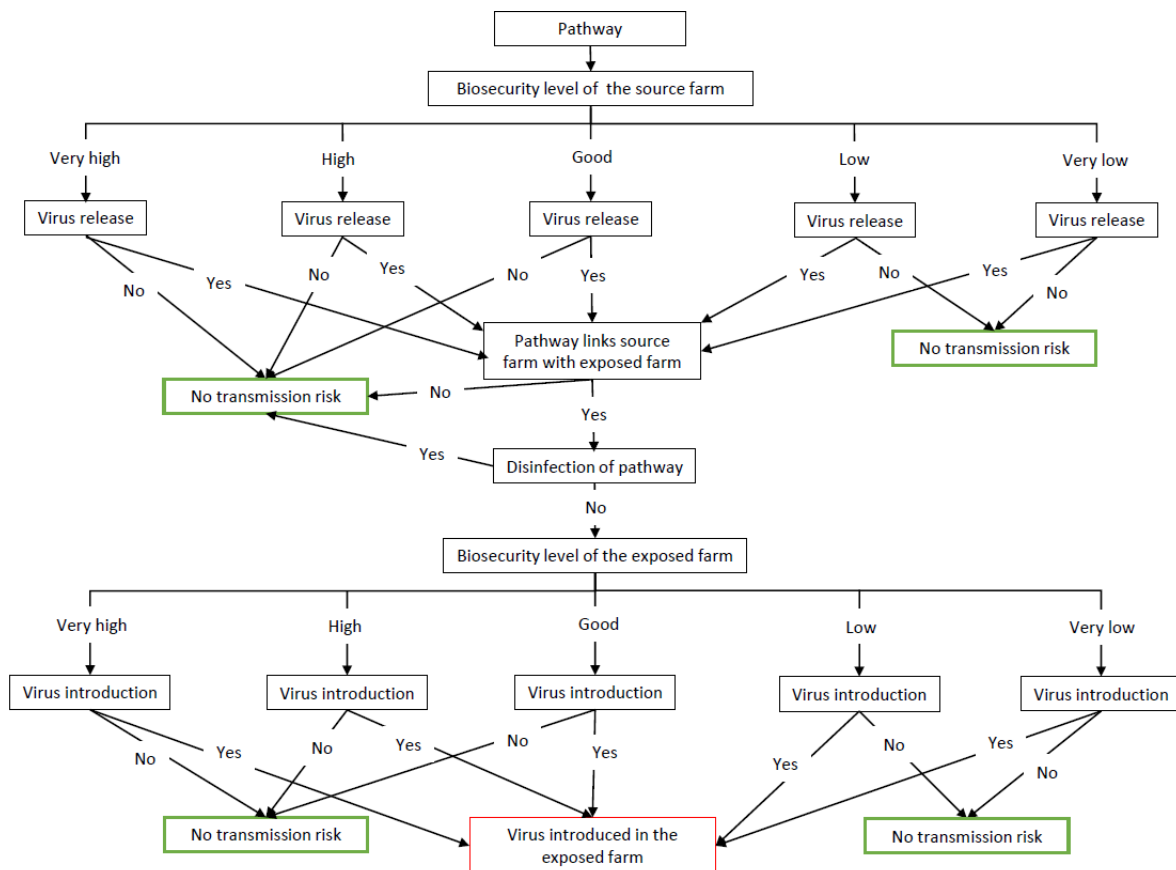 Pathway
Biosecurity level of the source farm
Very high
High
Good
Low
Very low
Virus release
Virus release
Virus release
Virus release
Virus release
No
Yes
No
Yes
No
Yes
Yes
No
Yes
No
Pathway links source
farm with exposed farm
No transmission risk
No transmission risk
No
Yes
Yes
Disinfection of pathway
No
Biosecurity level of the exposed farm
Very high
High
Good
Low
Very low
Virus introduction
Virus introduction
Virus introduction
Virus introduction
Virus introduction
No
Yes
No
Yes
No
Yes
Yes
No
Yes
No
No transmission risk
Virus introduced in the
exposed farm
No transmission risk